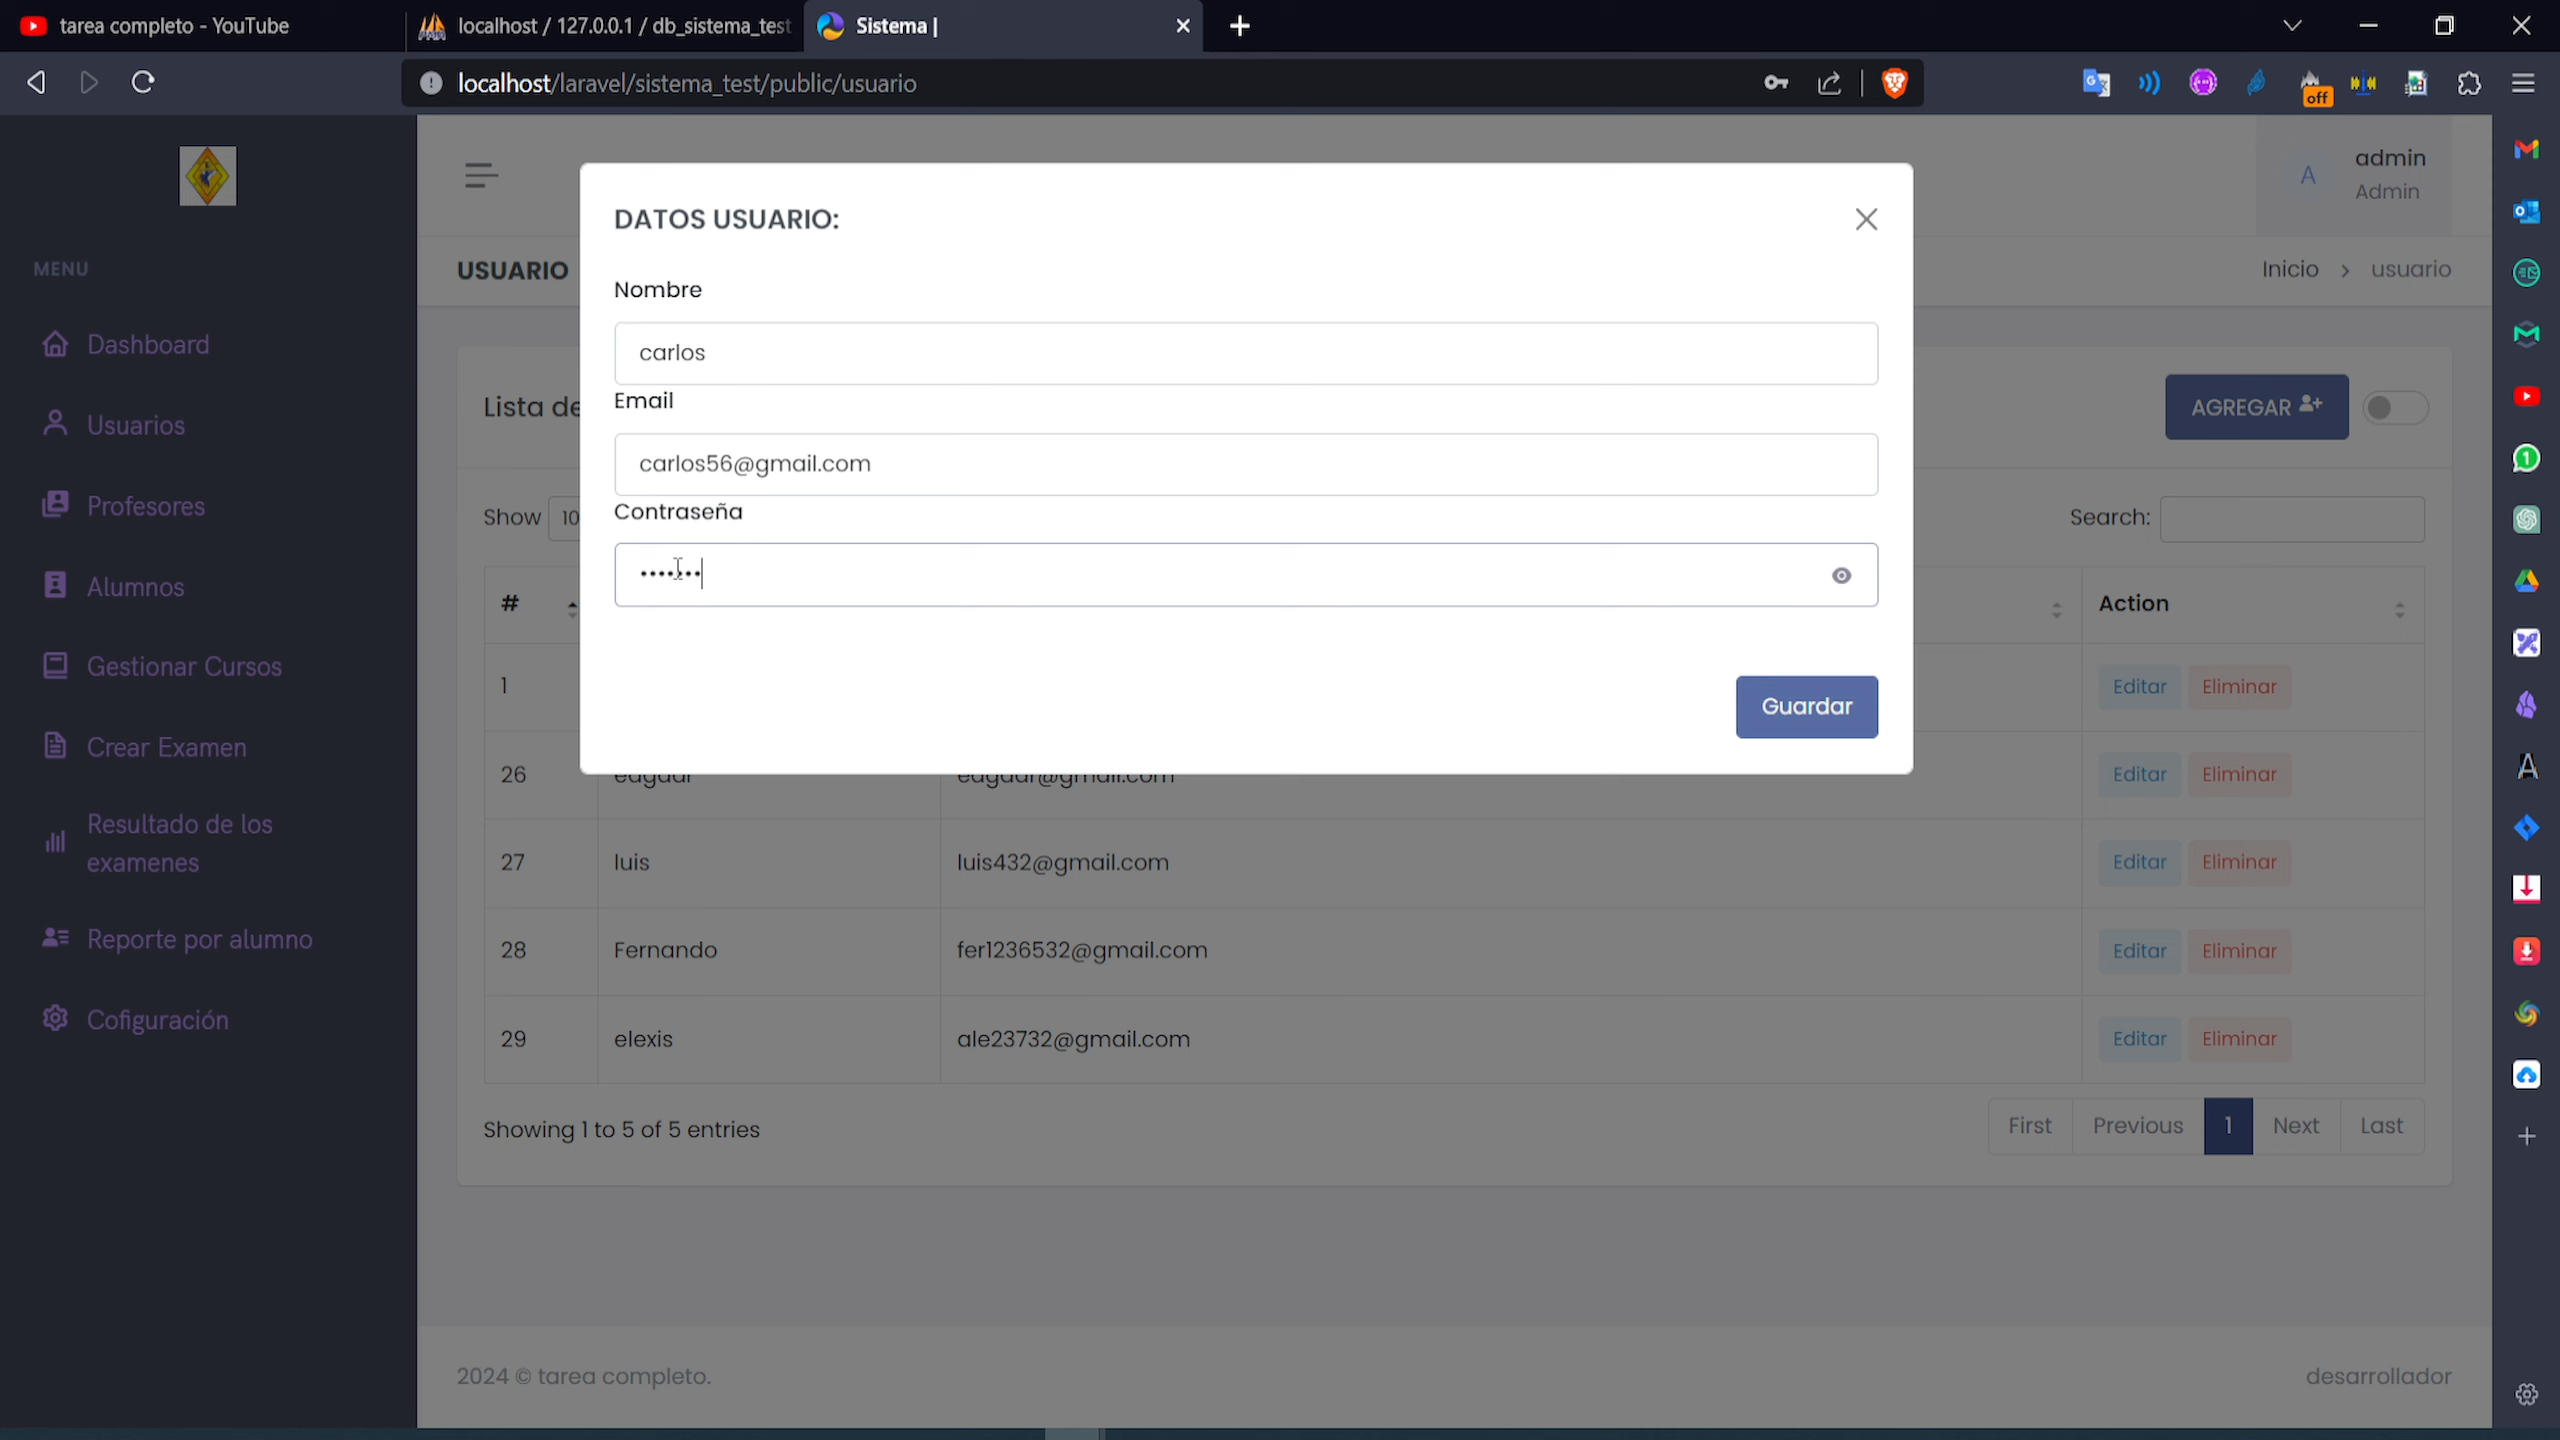 tarea completo - YouTube
localhost / 127.0.0.1 / db_sistema_test
Sistema |
localhost/laravel/sistema_test/public/usuario
off
MENU
Dashboard
Usuarios
Profesores
Alumnos
Gestionar Cursos
Crear Examen
Resultado de los
examenes
Reporte por alumno
Cofiguración
A
admin
Admin
USUARIO
Inicio > usuario
Lista de
AGREGAR
Show 10
Search:
DATOS USUARIO:
Nombre
carlos
Email
carlos56@gmail.com
Contraseña
Guardar
# Action
1 Editar Eliminar
26 edgaar edgaar@gmail.com Editar Eliminar
27 luis luis432@gmail.com Editar Eliminar
28 Fernando fer1236532@gmail.com Editar Eliminar
29 elexis ale23732@gmail.com Editar Eliminar
Showing 1 to 5 of 5 entries
First Previous 1 Next Last
2024 © tarea completo.
desarrollador